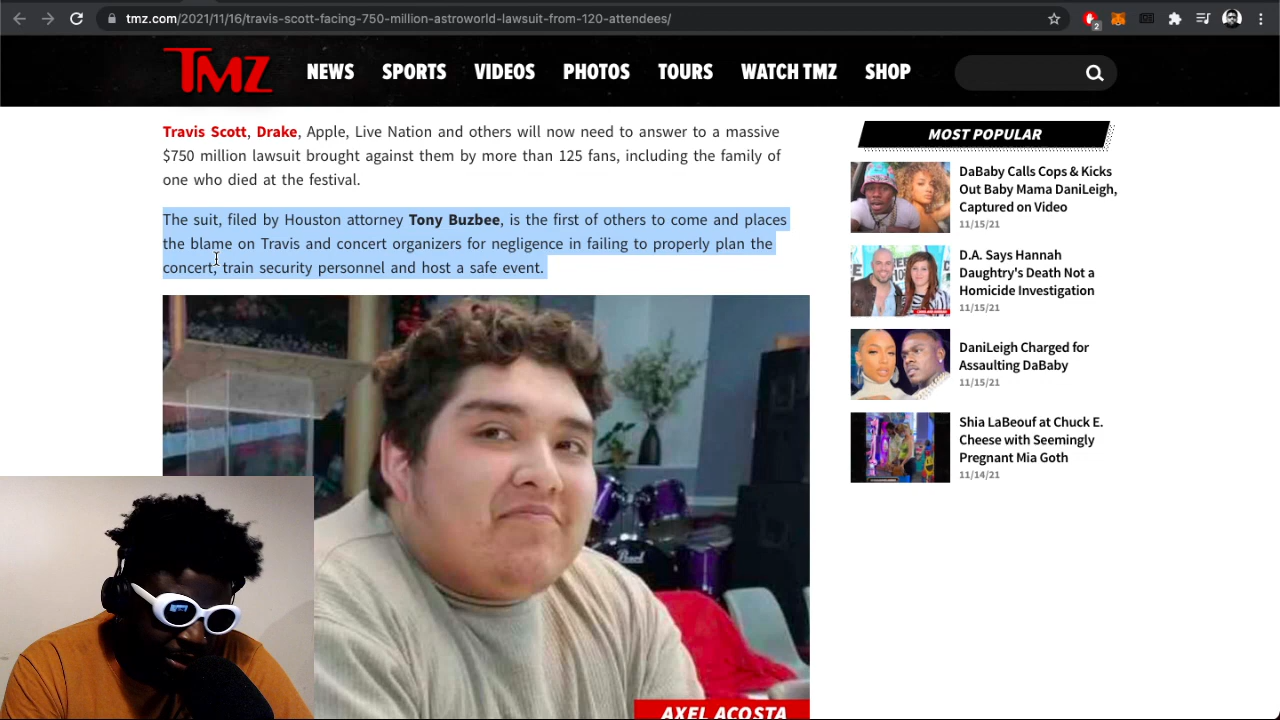 tmz.com/2021/11/16/travis-scott-facing-750-million-astroworld-lawsuit-from-120-attendees/
2
TMZ
NEWS SPORTS VIDEOS PHOTOS TOURS WATCH TMZ SHOP
Travis Scott, Drake, Apple, Live Nation and others will now need to answer to a massive
$750 million lawsuit brought against them by more than 125 fans, including the family of
one who died at the festival.
The suit, filed by Houston attorney Tony Buzbee, is the first of others to come and places
the blame on Travis and concert organizers for negligence in failing to properly plan the
concert, train security personnel and host a safe event.
Pearl
AXEL ACOSTA
MOST POPULAR
DaBaby Calls Cops & Kicks
Out Baby Mama DaniLeigh,
Captured on Video
11/15/21
D.A. Says Hannah
Daughtry's Death Not a
Homicide Investigation
11/15/21
DaniLeigh Charged for
Assaulting DaBaby
11/15/21
Shia LaBeouf at Chuck E.
Cheese with Seemingly
Pregnant Mia Goth
11/14/21